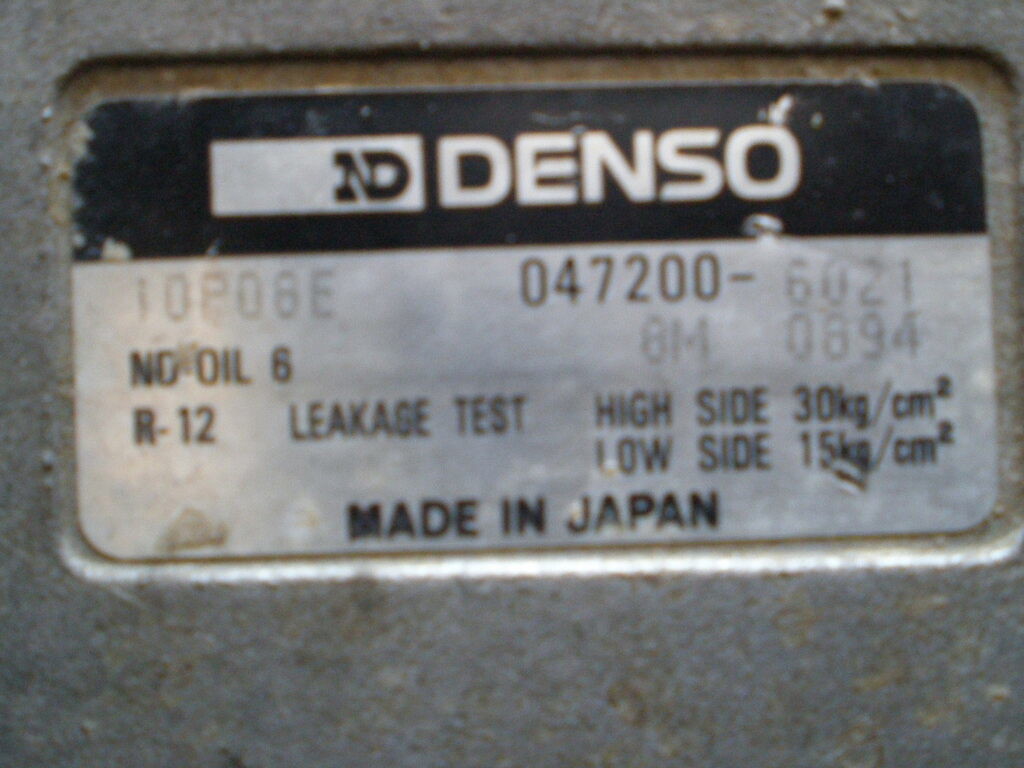 ND DENSO
10P08E 047200-6021
8M 0894
ND OIL 6
R-12 LEAKAGE TEST HIGH SIDE 30kg/cm²
LOW SIDE 15kg/cm²
MADE IN JAPAN